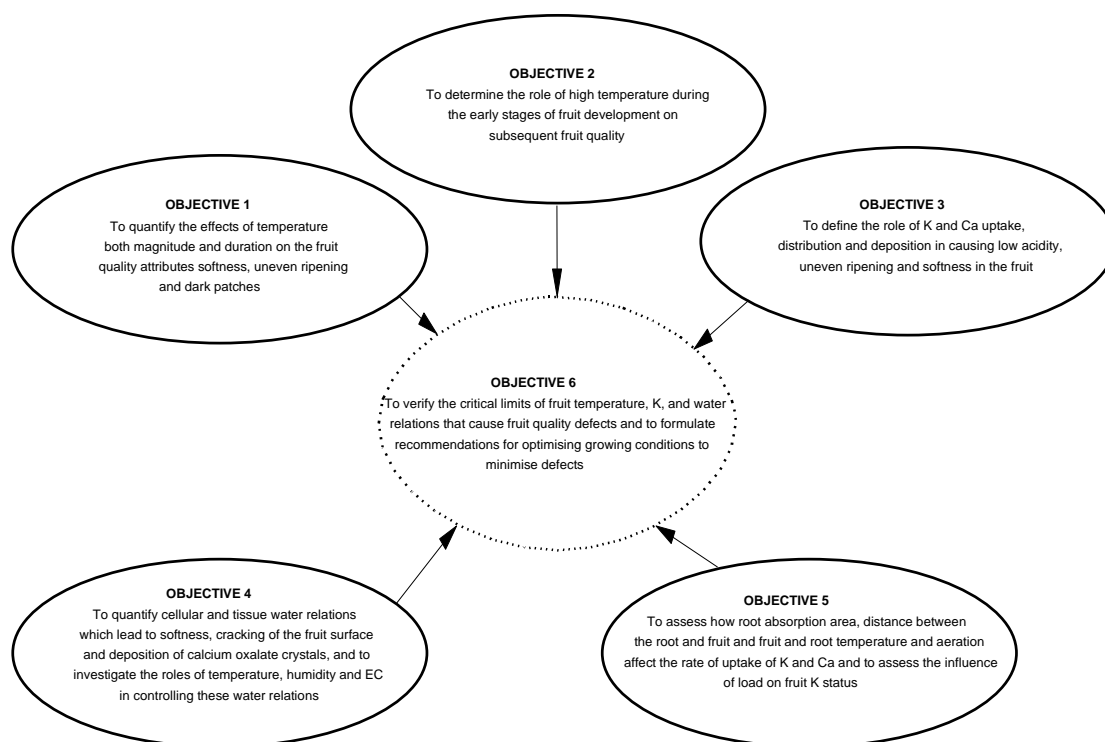 OBJECTIVE 2
To determine the role of high temperature during
the early stages of fruit development on
subsequent fruit quality
OBJECTIVE 1
To quantify the effects of temperature
both magnitude and duration on the fruit
quality attributes softness, uneven ripening
and dark patches
OBJECTIVE 3
To define the role of K and Ca uptake,
distribution and deposition in causing low acidity,
uneven ripening and softness in the fruit
OBJECTIVE 6
To verify the critical limits of fruit temperature, K, and water
relations that cause fruit quality defects and to formulate
recommendations for optimising growing conditions to
minimise defects
OBJECTIVE 4
To quantify cellular and tissue water relations
which lead to softness, cracking of the fruit surface
and deposition of calcium oxalate crystals, and to
investigate the roles of temperature, humidity and EC
in controlling these water relations
OBJECTIVE 5
To assess how root absorption area, distance between
the root and fruit and fruit and root temperature and aeration
affect the rate of uptake of K and Ca and to assess the influence
of load on fruit K status